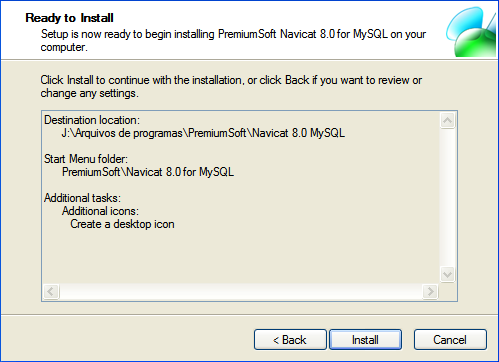 Ready to Install
Setup is now ready to begin installing PremiumSoft Navicat 8.0 for MySQL on your
computer.
Click Install to continue with the installation, or click Back if you want to review or
change any settings.
Destination location:
J:\Arquivos de programas\PremiumSoft\Navicat 8.0 MySQL
Start Menu folder:
PremiumSoft\Navicat 8.0 for MySQL
Additional tasks:
Additional icons:
Create a desktop icon
< Back
Install
Cancel